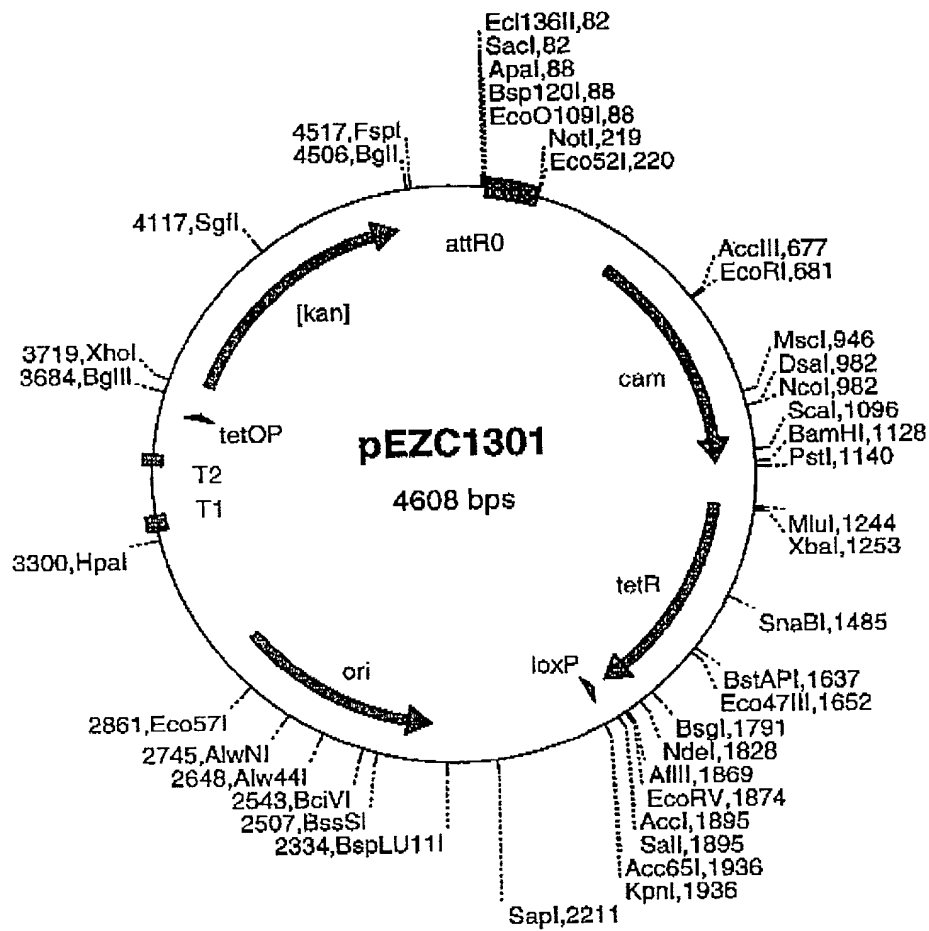 Ecl136II,82
SacI,82
ApaI,88
Bsp120I,88
EcoO109I,88
NotI,219
Eco52I,220
4517,FspI
4506,BglI
4117,SgfI
attR0
AccIII,677
EcoRI,681
[kan]
3719,XhoI
3684,BglII
MscI,946
DsaI,982
NcoI,982
ScaI,1096
BamHI,1128
PstI,1140
cam
tetOP
pEZC1301
4608 bps
T2
T1
MluI,1244
XbaI,1253
3300,HpaI
tetR
SnaBI,1485
loxP
ori
BstAPI,1637
Eco47III,1652
BsgI,1791
NdeI,1828
AflII,1869
EcoRV,1874
AccI,1895
SalI,1895
Acc65I,1936
KpnI,1936
2861,Eco57I
2745,AlwNI
2648,Alw44I
2543,BciVI
2507,BssSI
2334,BspLU11I
SapI,2211